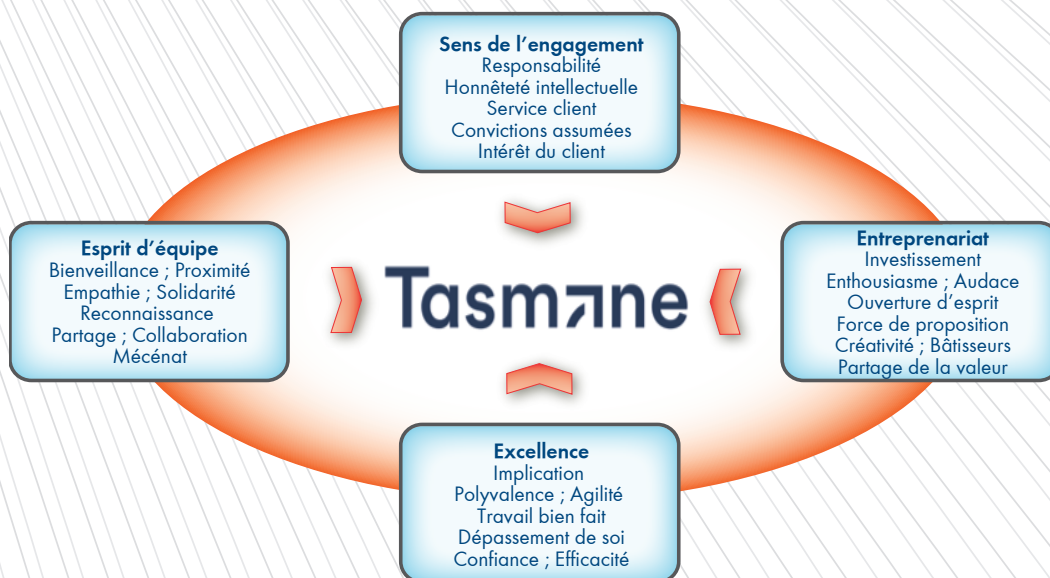 Sens de l'engagement
Responsabilité
Honnêteté intellectuelle
Service client
Convictions assumées
Intérêt du client
Esprit d'équipe
Bienveillance ; Proximité
Empathie ; Solidarité
Reconnaissance
Partage ; Collaboration
Mécénat
Tasmane
Entreprenariat
Investissement
Enthousiasme ; Audace
Ouverture d'esprit
Force de proposition
Créativité ; Bâtisseurs
Partage de la valeur
Excellence
Implication
Polyvalence ; Agilité
Travail bien fait
Dépassement de soi
Confiance ; Efficacité